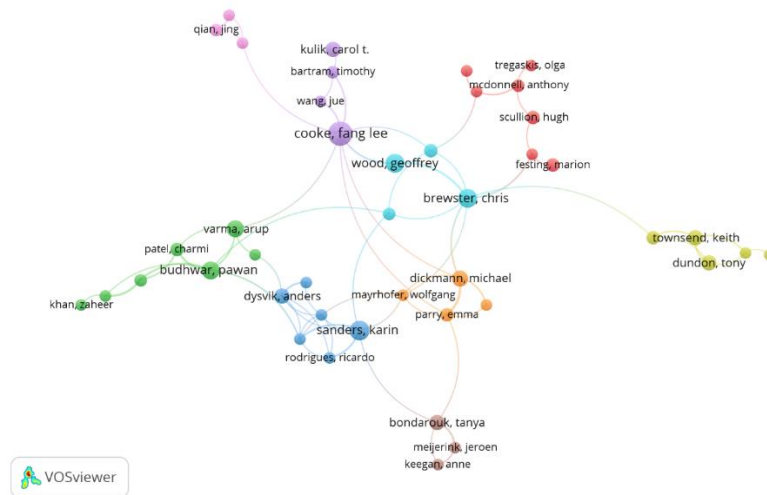 qian, jing
kulik, carol t.
bartram, timothy
wang, jue
cooke, fang lee
tregaskis, olga
mcdonnell, anthony
scullion, hugh
wood, geoffrey
festing, marion
brewster, chris
varma, arup
patel, charmi
budhwar, pawan
khan, zaheer
townsend, keith
dundon, tony
dickmann, michael
mayrhofer, wolfgang
parry, emma
dysvik, anders
sanders, karin
rodrigues, ricardo
bondarouk, tanya
meijerink, jeroen
keegan, anne
VOSviewer